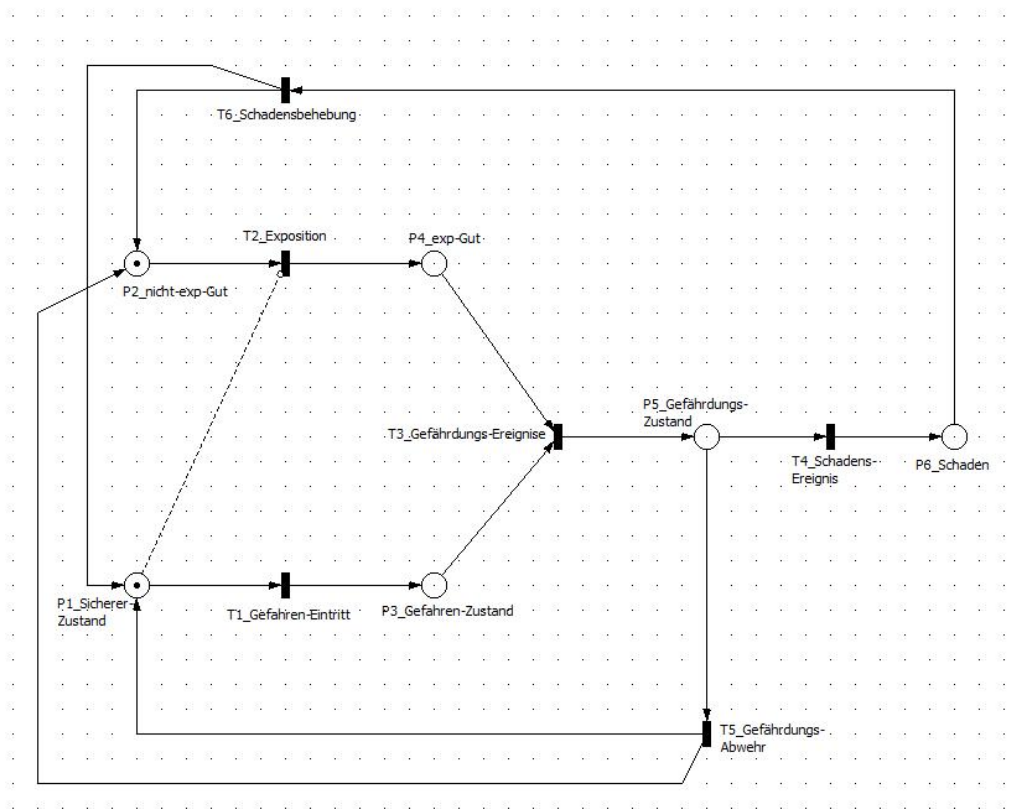 T6_Schadensbehebung
T2_Exposition
P4_exp-Gut
P2_nicht-exp-Gut
P5_Gefährdungs-
Zustand
T3_Gefährdungs-Ereignise
T4_Schadens-
Ereignis
P6_Schaden
P1_Sicherer-
Zustand
T1_Gefahren-Eintritt
P3_Gefahren-Zustand
T5_Gefährdungs-
Abwehr